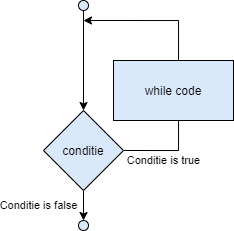 while code
conditie
Conditie is true
Conditie is false